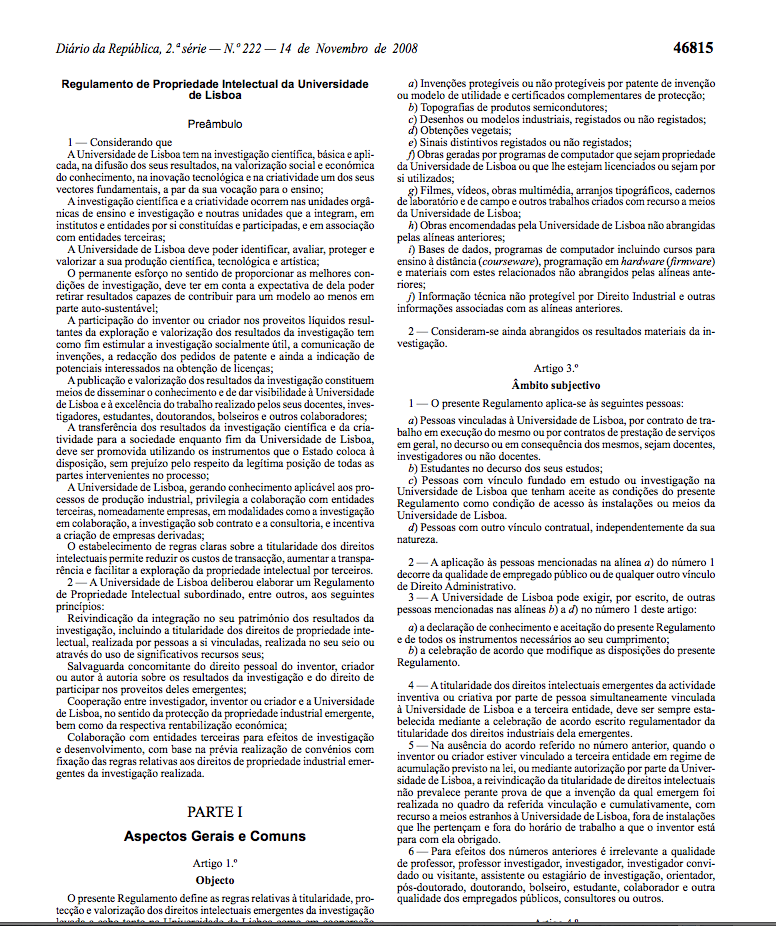 Diário da República, 2.ª série — N.º 222 — 14 de Novembro de 2008
46815
Regulamento de Propriedade Intelectual da Universidade
de Lisboa
Preâmbulo
1 — Considerando que
A Universidade de Lisboa tem na investigação científica, básica e apli-
cada, na difusão dos seus resultados, na valorização social e económica
do conhecimento, na inovação tecnológica e na criatividade um dos seus
vectores fundamentais, a par da sua vocação para o ensino;
A investigação científica e a criatividade ocorrem nas unidades orgâ-
nicas de ensino e investigação e noutras unidades que a integram, em
institutos e entidades por si constituídas e participadas, e em associação
com entidades terceiras;
A Universidade de Lisboa deve poder identificar, avaliar, proteger e
valorizar a sua produção científica, tecnológica e artística;
O permanente esforço no sentido de proporcionar as melhores con-
dições de investigação, deve ter em conta a expectativa de dela poder
retirar resultados capazes de contribuir para um modelo ao menos em
parte auto-sustentável;
A participação do inventor ou criador nos proveitos líquidos resul-
tantes da exploração e valorização dos resultados da investigação tem
como fim estimular a investigação socialmente útil, a comunicação de
invenções, a redacção dos pedidos de patente e ainda a indicação de
potenciais interessados na obtenção de licenças;
A publicação e valorização dos resultados da investigação constituem
meios de disseminar o conhecimento e de dar visibilidade à Universidade
de Lisboa e à excelência do trabalho realizado pelos seus docentes, inves-
tigadores, estudantes, doutorandos, bolseiros e outros colaboradores;
A transferência dos resultados da investigação científica e da cria-
tividade para a sociedade enquanto fim da Universidade de Lisboa,
deve ser promovida utilizando os instrumentos que o Estado coloca à
disposição, sem prejuízo pelo respeito da legítima posição de todas as
partes intervenientes no processo;
A Universidade de Lisboa, gerando conhecimento aplicável aos pro-
cessos de produção industrial, privilegia a colaboração com entidades
terceiras, nomeadamente empresas, em modalidades como a investigação
em colaboração, a investigação sob contrato e a consultoria, e incentiva
a criação de empresas derivadas;
O estabelecimento de regras claras sobre a titularidade dos direitos
intelectuais permite reduzir os custos de transacção, aumentar a transpa-
rência e facilitar a exploração da propriedade intelectual por terceiros.
2 — A Universidade de Lisboa deliberou elaborar um Regulamento
de Propriedade Intelectual subordinado, entre outros, aos seguintes
princípios:
Reivindicação da integração no seu património dos resultados da
investigação, incluindo a titularidade dos direitos de propriedade inte-
lectual, realizada por pessoas a si vinculadas, realizada no seu seio ou
através do uso de significativos recursos seus;
Salvaguarda concomitante do direito pessoal do inventor, criador
ou autor à autoria sobre os resultados da investigação e do direito de
participar nos proveitos deles emergentes;
Cooperação entre investigador, inventor ou criador e a Universidade
de Lisboa, no sentido da protecção da propriedade industrial emergente,
bem como da respectiva rentabilização económica;
Colaboração com entidades terceiras para efeitos de investigação
e desenvolvimento, com base na prévia realização de convénios com
fixação das regras relativas aos direitos de propriedade industrial emer-
gentes da investigação realizada.
PARTE I
Aspectos Gerais e Comuns
Artigo 1.º
Objecto
O presente Regulamento define as regras relativas à titularidade, pro-
tecção e valorização dos direitos intelectuais emergentes da investigação
levada a cabo tanto na Universidade de Lisboa como em cooperação
a) Invenções protegíveis ou não protegíveis por patente de invenção
ou modelo de utilidade e certificados complementares de protecção;
b) Topografias de produtos semicondutores;
c) Desenhos ou modelos industriais, registados ou não registados;
d) Obtenções vegetais;
e) Sinais distintivos registados ou não registados;
f) Obras geradas por programas de computador que sejam propriedade
da Universidade de Lisboa ou que lhe estejam licenciados ou sejam por
si utilizados;
g) Filmes, vídeos, obras multimédia, arranjos tipográficos, cadernos
de laboratório e de campo e outros trabalhos criados com recurso a meios
da Universidade de Lisboa;
h) Obras encomendadas pela Universidade de Lisboa não abrangidas
pelas alíneas anteriores;
i) Bases de dados, programas de computador incluindo cursos para
ensino à distância (courseware), programação em hardware (firmware)
e materiais com estes relacionados não abrangidos pelas alíneas ante-
riores;
j) Informação técnica não protegível por Direito Industrial e outras
informações associadas com as alíneas anteriores.
2 — Consideram-se ainda abrangidos os resultados materiais da in-
vestigação.
Artigo 3.º
Âmbito subjectivo
1 — O presente Regulamento aplica-se às seguintes pessoas:
a) Pessoas vinculadas à Universidade de Lisboa, por contrato de tra-
balho em execução do mesmo ou por contratos de prestação de serviços
em geral, no decurso ou em consequência dos mesmos, sejam docentes,
investigadores ou não docentes.
b) Estudantes no decurso dos seus estudos;
c) Pessoas com vínculo fundado em estudo ou investigação na
Universidade de Lisboa que tenham aceite as condições do presente
Regulamento como condição de acesso às instalações ou meios da
Universidade de Lisboa.
d) Pessoas com outro vínculo contratual, independentemente da sua
natureza.
2 — A aplicação às pessoas mencionadas na alínea a) do número 1
decorre da qualidade de empregado público ou de qualquer outro vínculo
de Direito Administrativo.
3 — A Universidade de Lisboa pode exigir, por escrito, de outras
pessoas mencionadas nas alíneas b) a d) no número 1 deste artigo:
a) a declaração de conhecimento e aceitação do presente Regulamento
e de todos os instrumentos necessários ao seu cumprimento;
b) a celebração de acordo que modifique as disposições do presente
Regulamento.
4 — A titularidade dos direitos intelectuais emergentes da actividade
inventiva ou criativa por parte de pessoa simultaneamente vinculada
à Universidade de Lisboa e a terceira entidade, deve ser sempre esta-
belecida mediante a celebração de acordo escrito regulamentador da
titularidade dos direitos industriais dela emergentes.
5 — Na ausência do acordo referido no número anterior, quando o
inventor ou criador estiver vinculado a terceira entidade em regime de
acumulação previsto na lei, ou mediante autorização por parte da Univer-
sidade de Lisboa, a reivindicação da titularidade de direitos intelectuais
não prevalece perante prova de que a invenção da qual emergem foi
realizada no quadro da referida vinculação e cumulativamente, com
recurso a meios estranhos à Universidade de Lisboa, fora de instalações
que lhe pertençam e fora do horário de trabalho a que o inventor está
para com ela obrigado.
6 — Para efeitos dos números anteriores é irrelevante a qualidade
de professor, professor investigador, investigador, investigador convi-
dado ou visitante, assistente ou estagiário de investigação, orientador,
pós-doutorado, doutorando, bolseiro, estudante, colaborador e outra
qualidade dos empregados públicos, consultores ou outros.
Artigo 4.º